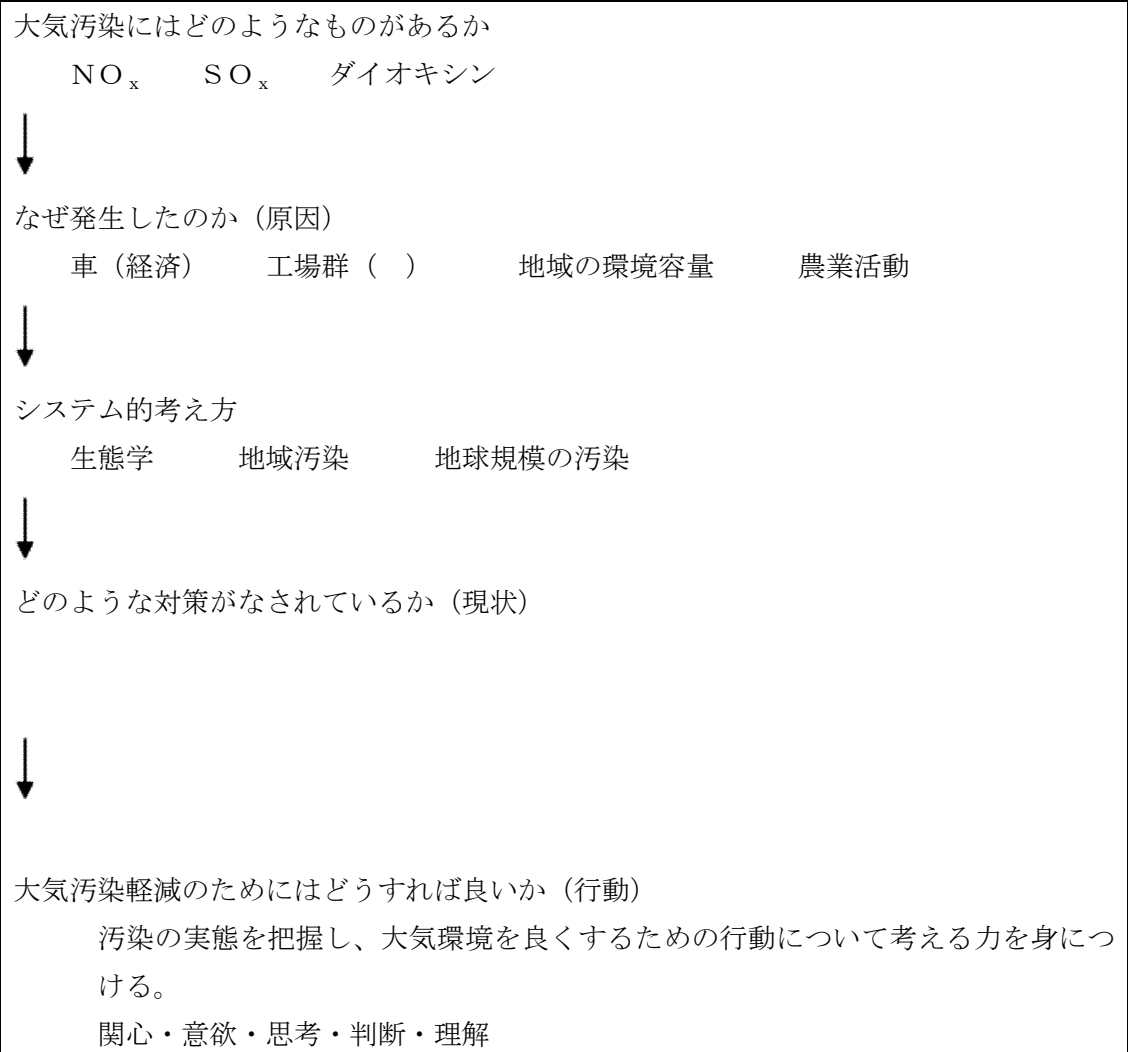 大気汚染にはどのようなものがあるか
ＮＯx　ＳＯx　ダイオキシン
なぜ発生したのか（原因）
車（経済）　工場群（　）　地域の環境容量　農業活動
システム的考え方
生態学　地域汚染　地球規模の汚染
どのような対策がなされているか（現状）
大気汚染軽減のためにはどうすれば良いか（行動）
汚染の実態を把握し、大気環境を良くするための行動について考える力を身につ
ける。
関心・意欲・思考・判断・理解